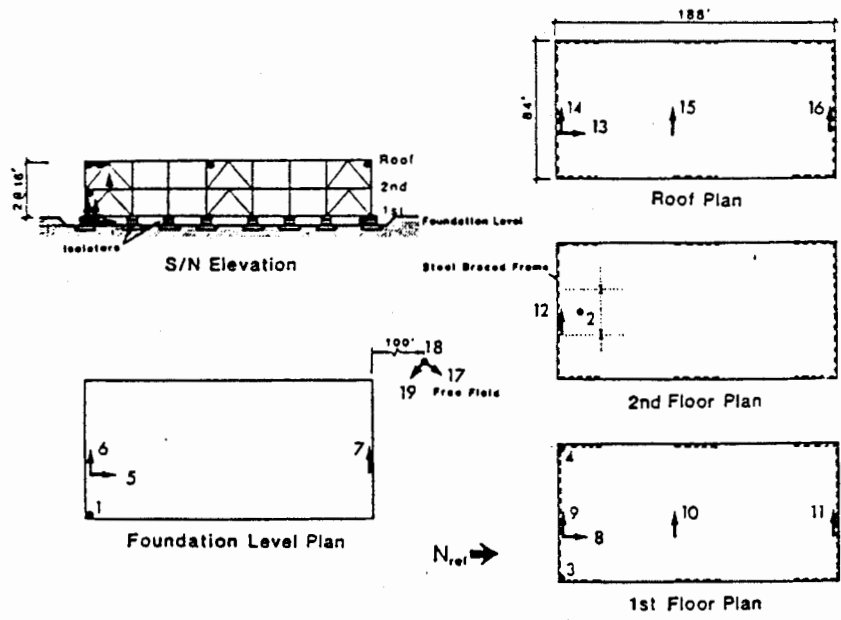 188'
84'
14
15
16
13
Roof Plan
Roof
2nd
1st
2@16'
Foundation Level
Isolators
S/N Elevation
Steel Braced Frame
12
2
2nd Floor Plan
100'
18
19
17
Free Field
6
7
5
1
Foundation Level Plan
Nref
4
9
10
11
8
3
1st Floor Plan